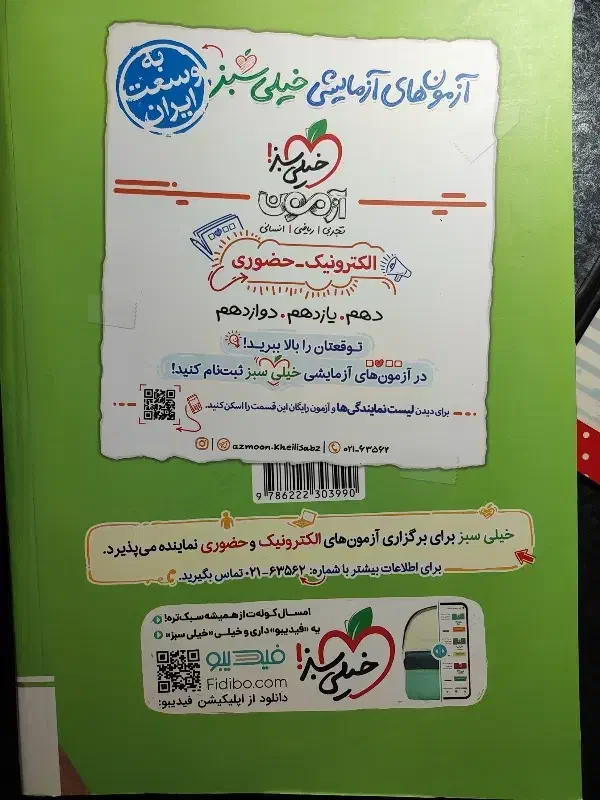 آزمون‌های آزمایشی خیلی سبز
به
وسعت
ایران
خیلی سبز!
آزمون
تجربی | ریاضی | انسانی
الکترونیک-حضوری
دهم. یازدهم. دوازدهم
توقعتان را بالا ببرید!
در آزمون‌های آزمایشی خیلی سبز ثبت‌نام کنید!
برای دیدن لیست نمایندگی‌ها و آزمون رایگان این قسمت را اسکن کنید.
azmoon.kheilisabz | ۰۲۱-۶۳۵۶۲
9 786222 303990
خیلی سبز برای برگزاری آزمون‌های الکترونیک و حضوری نماینده می‌پذیرد.
برای اطلاعات بیشتر با شماره: ۶۳۵۶۲-۰۲۱ تماس بگیرید.
امسال کوله‌ت از همیشه سبک‌تره!
یه «فیدیبو» داری و خیلی «خیلی سبز»
خیلی سبز!
فیدیبو
Fidibo.com
دانلود از اپلیکیشن فیدیبو: